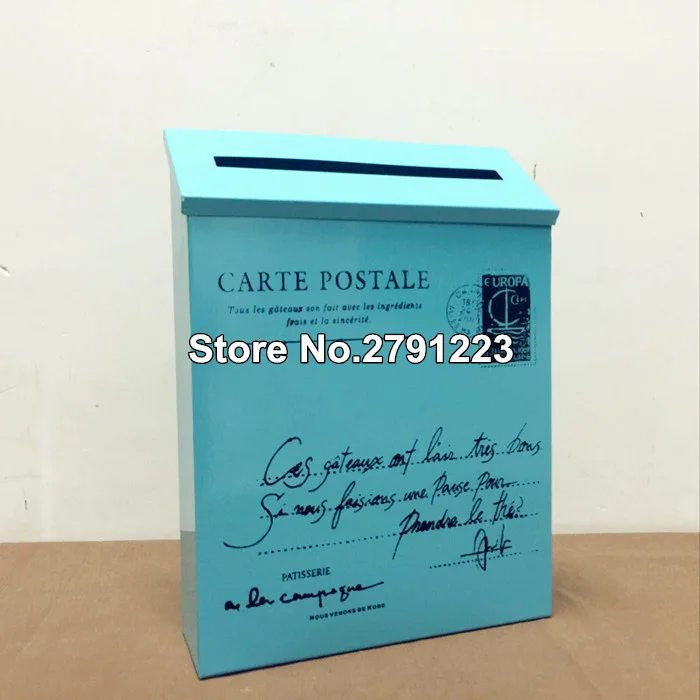 CARTE POSTALE
Tous les gâteaux son fait avec les ingrédients
frais et la sincérité.
EUROPA
Store No.2791223
Ces gâteaux ont l'air très bons
Si nous faisions une Pause Pour
Prendre le thé?
PATISSERIE
a la campagne
NOUS VENONS DE KOBE